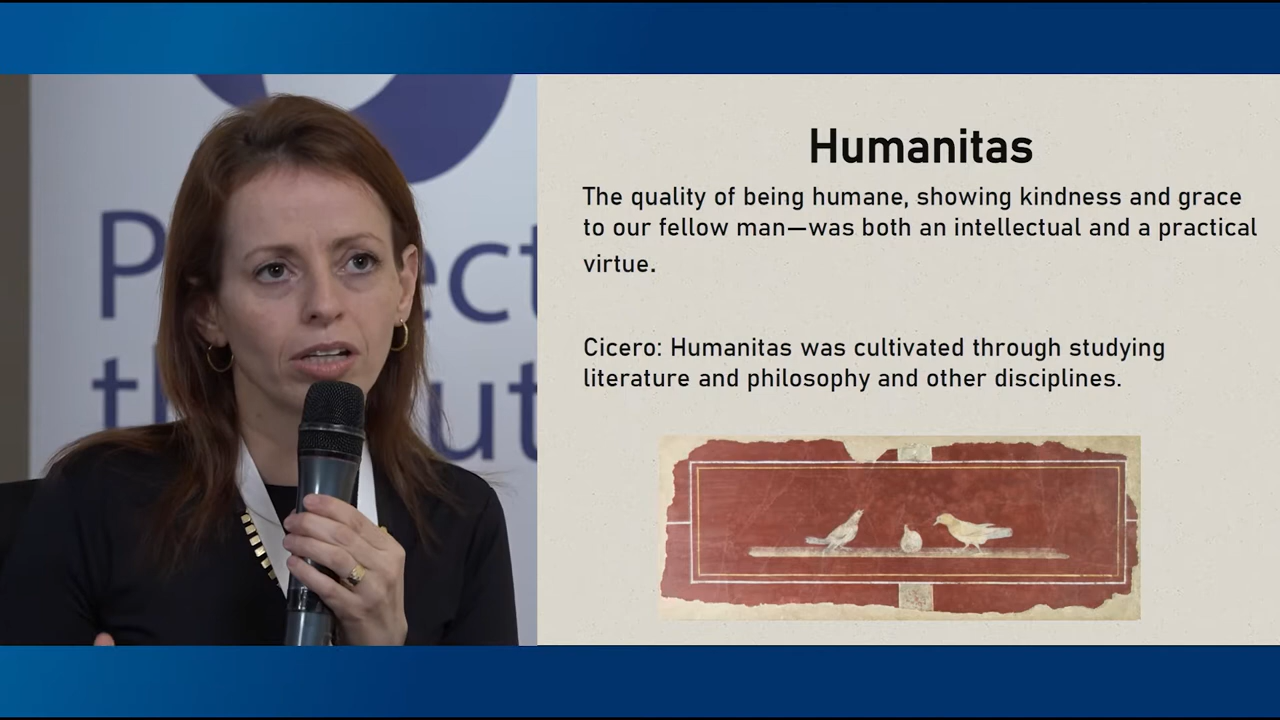 Humanitas
The quality of being humane, showing kindness and grace
to our fellow man—was both an intellectual and a practical
virtue.
Cicero: Humanitas was cultivated through studying
literature and philosophy and other disciplines.